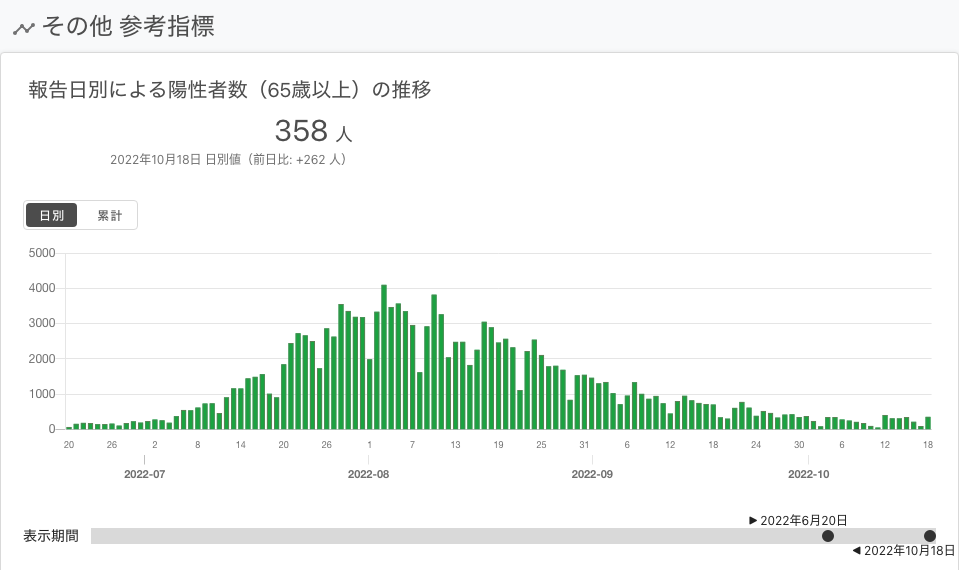 その他 参考指標
報告日別による陽性者数（65歳以上）の推移
358 人
2022年10月18日 日別値（前日比: +262 人）
日別 累計
5000
4000
3000
2000
1000
0
20 26 2 8 14 20 26 1 7 13 19 25 31 6 12 18 24 30 6 12 18
2022-07 2022-08 2022-09 2022-10
▶ 2022年6月20日
表示期間
◀ 2022年10月18日